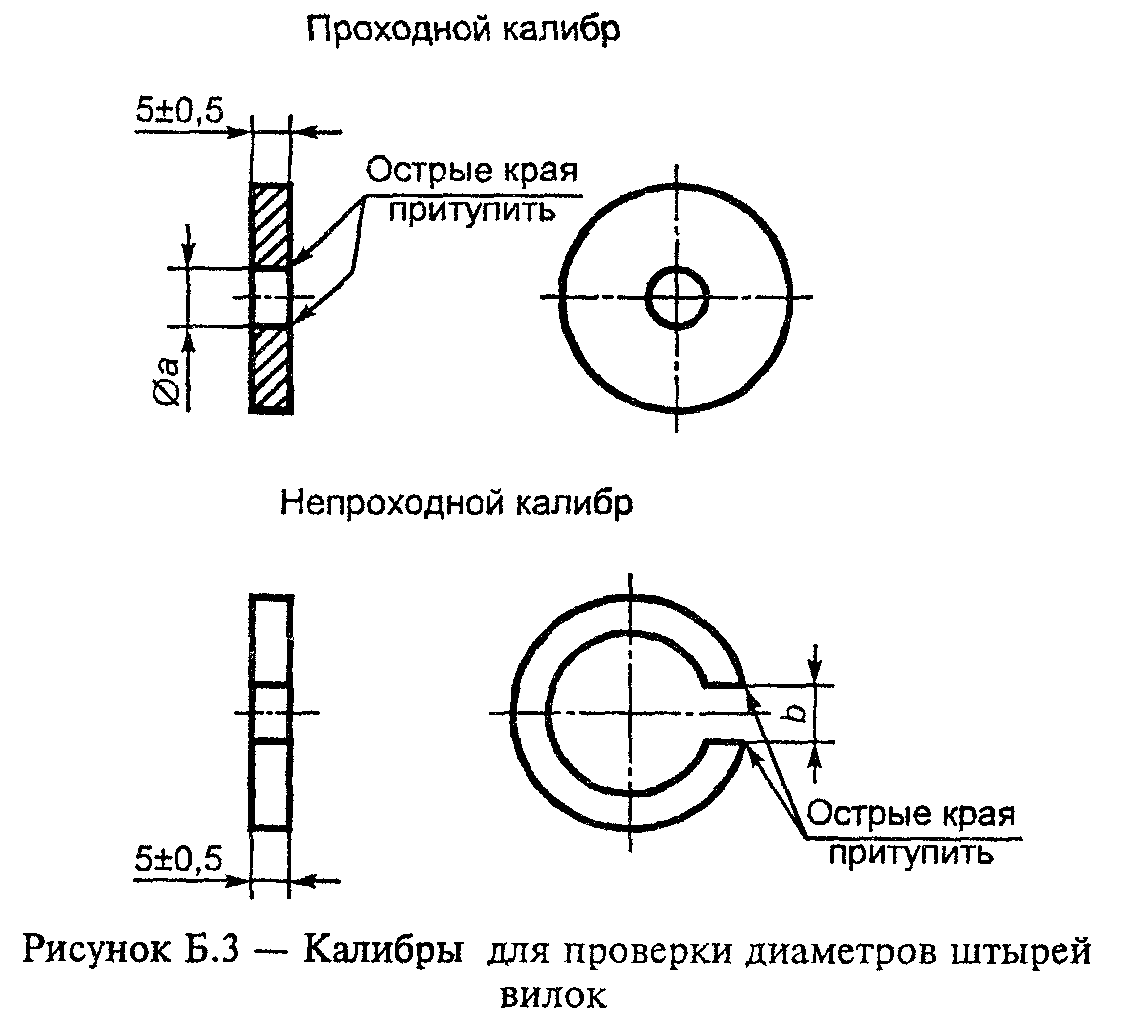 Проходной калибр
5±0,5
Острые края
притупить
Øa
Непроходной калибр
b
Острые края
притупить
5±0,5
Рисунок Б.3 — Калибры для проверки диаметров штырей
вилок